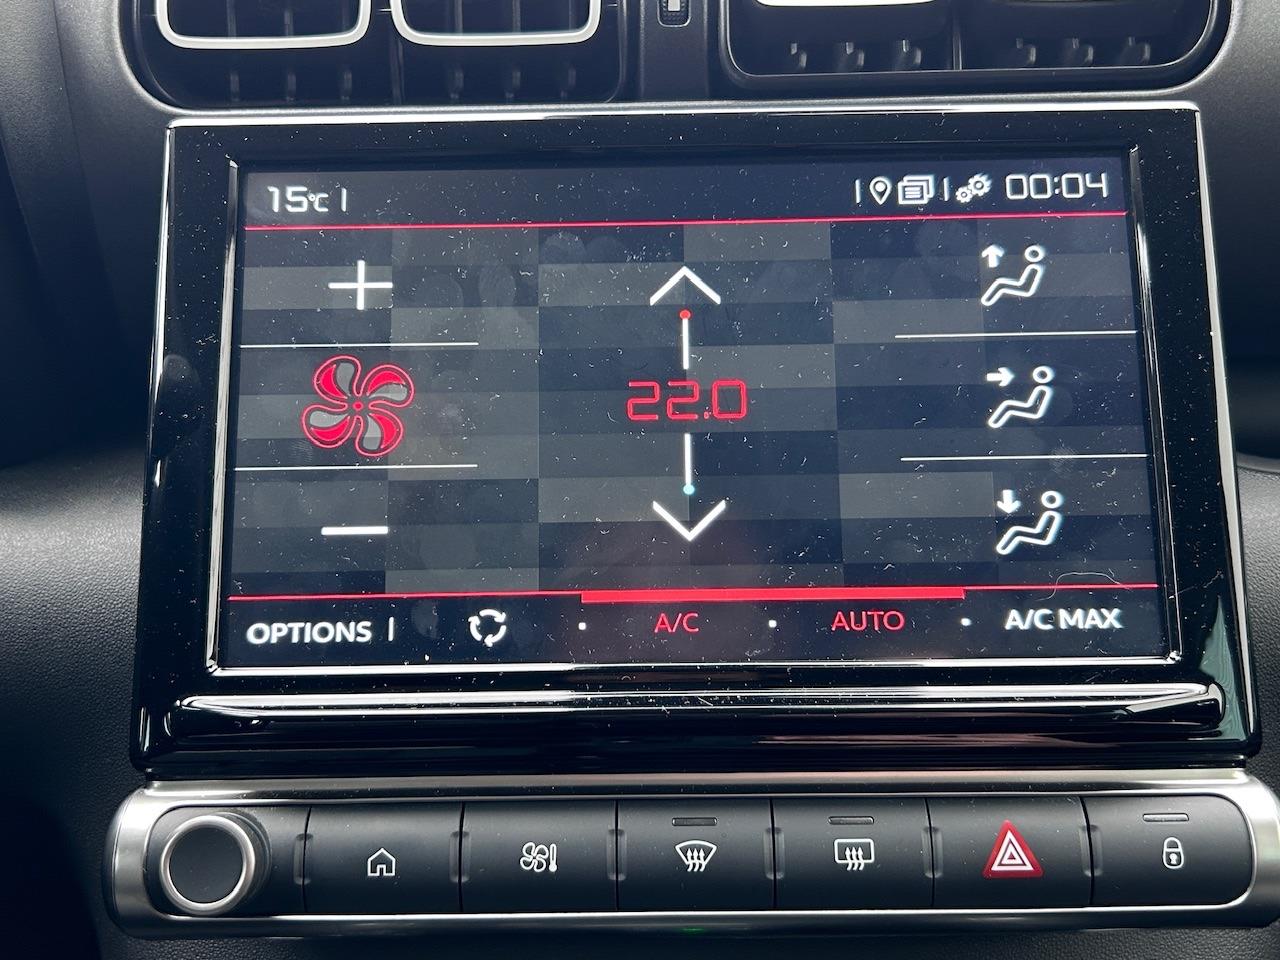 15°C
00:04
22.0
OPTIONS
A/C
AUTO
A/C MAX